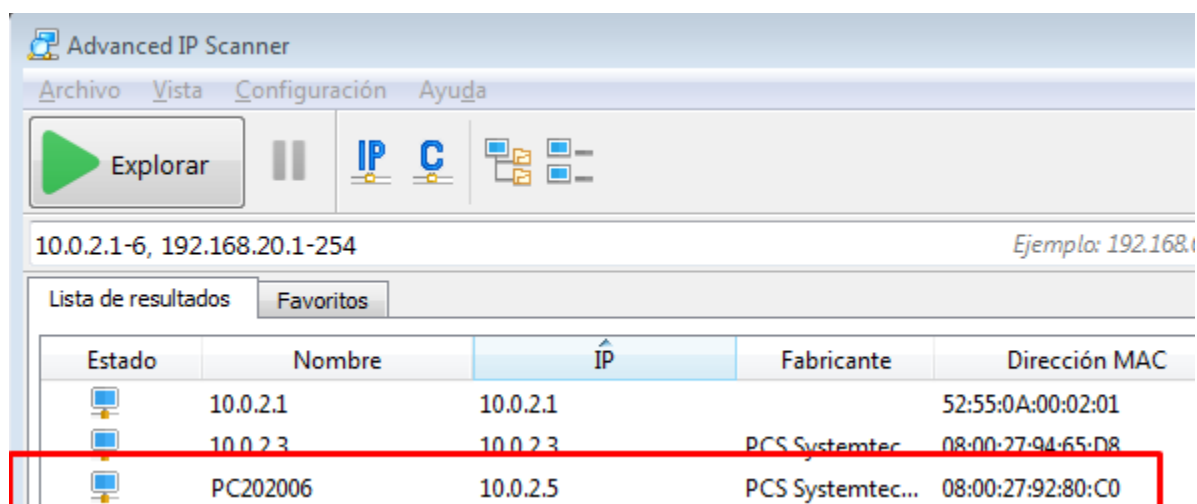 Advanced IP Scanner
Archivo Vista Configuración Ayuda
Explorar IP C
10.0.2.1-6, 192.168.20.1-254 Ejemplo: 192.168.
Lista de resultados Favoritos
Estado Nombre IP Fabricante Dirección MAC
10.0.2.1 10.0.2.1 52:55:0A:00:02:01
10.0.2.3 10.0.2.3 PCS Systemtec... 08:00:27:94:65:D8
PC202006 10.0.2.5 PCS Systemtec... 08:00:27:92:80:C0